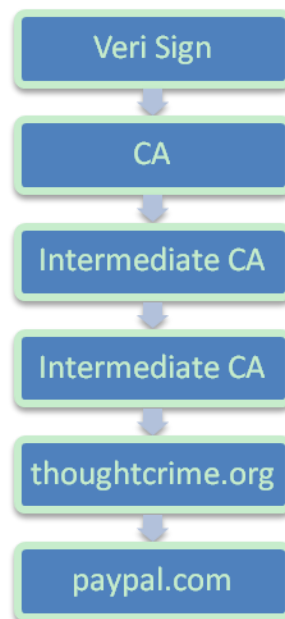 Veri Sign
CA
Intermediate CA
Intermediate CA
thoughtcrime.org
paypal.com